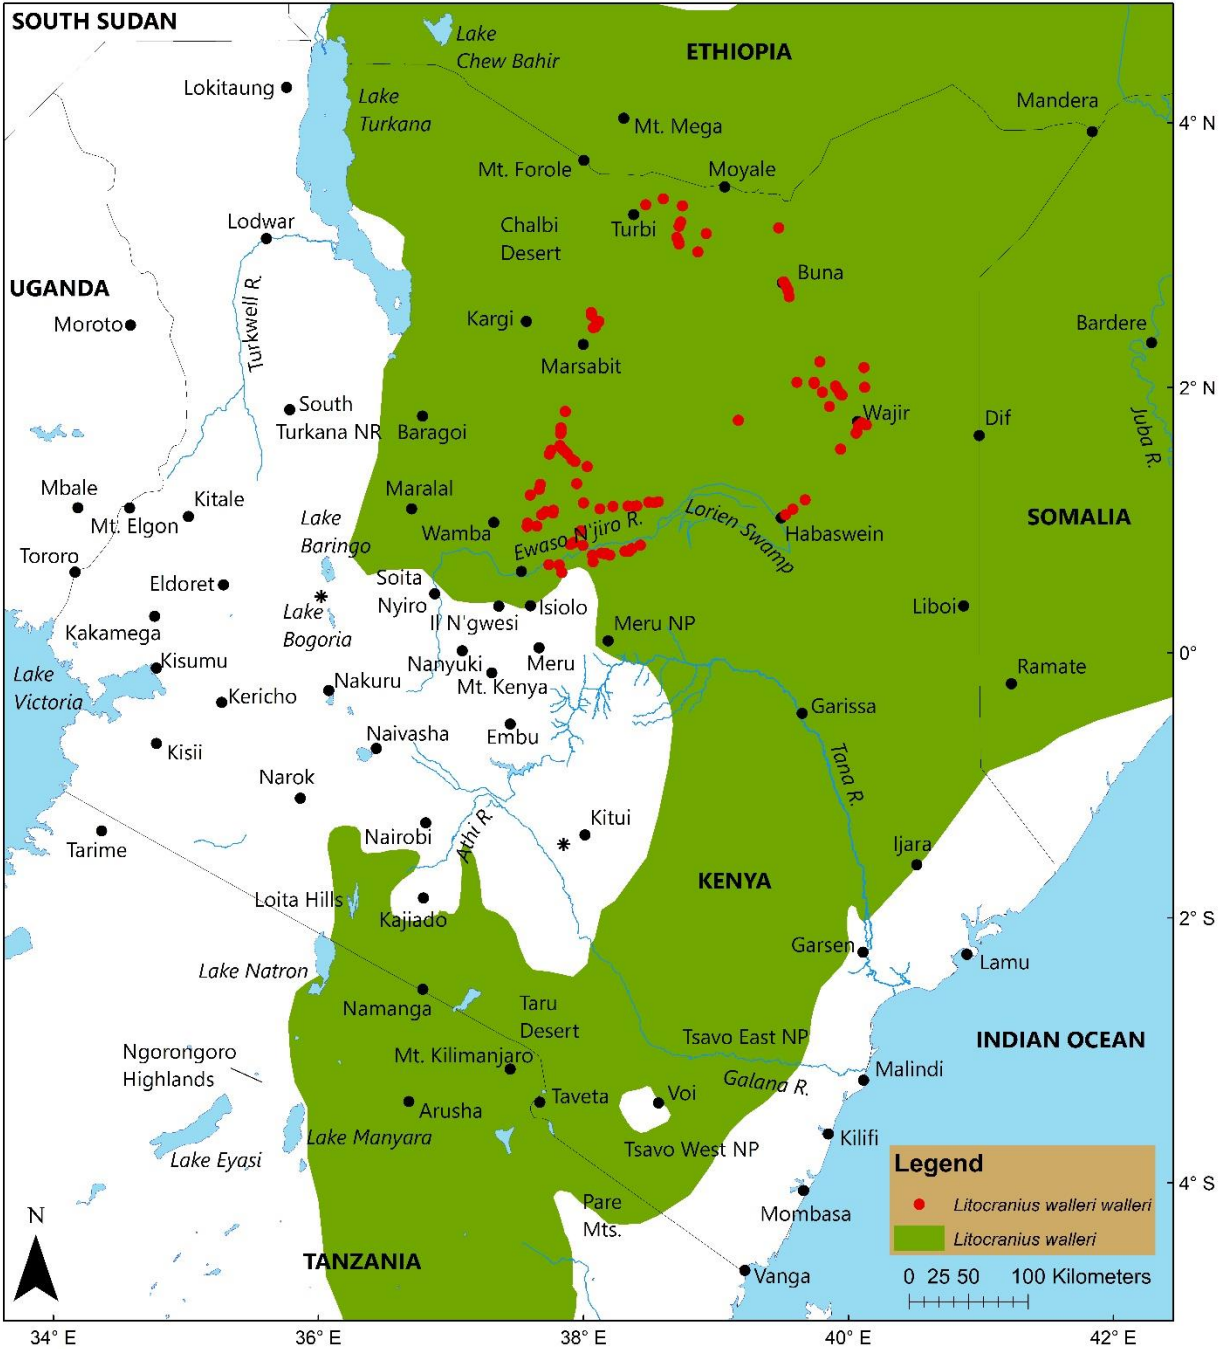 SOUTH SUDAN
Lake
Chew Bahir
ETHIOPIA
Lokitaung
Lake
Turkana
Mandera
4° N
Mt. Mega
Mt. Forole
Moyale
Lodwar
Chalbi
Desert
Turbi
UGANDA
Turkwell R.
Buna
Moroto
Kargi
Bardere
Marsabit
2° N
South
Turkana NR
Baragoi
Wajir
Dif
Juba R.
Mbale
Mt. Elgon
Kitale
Maralal
Lake
Baringo
Wamba
Ewaso N'jiro R.
Lorien Swamp
Habaswein
SOMALIA
Tororo
Eldoret
Soita
Nyiro
Il N'gwesi
Isiolo
Liboi
Kakamega
Lake
Bogoria
Meru NP
Kisumu
Nanyuki
Meru
0°
Lake
Victoria
Kericho
Nakuru
Mt. Kenya
Ramate
Garissa
Kisii
Naivasha
Embu
Tana R.
Narok
Kitui
Tarime
Nairobi
Athi R.
Ijara
KENYA
Loita Hills
Kajiado
2° S
Garsen
Lake Natron
Lamu
Namanga
Taru
Desert
Tsavo East NP
INDIAN OCEAN
Ngorongoro
Highlands
Mt. Kilimanjaro
Galana R.
Malindi
Arusha
Taveta
Voi
Lake Manyara
Kilifi
Lake Eyasi
Tsavo West NP
Legend
Litocranius walleri walleri
Litocranius walleri
4° S
N
Pare
Mts.
Mombasa
TANZANIA
Vanga
0 25 50 100 Kilometers
34° E 36° E 38° E 40° E 42° E